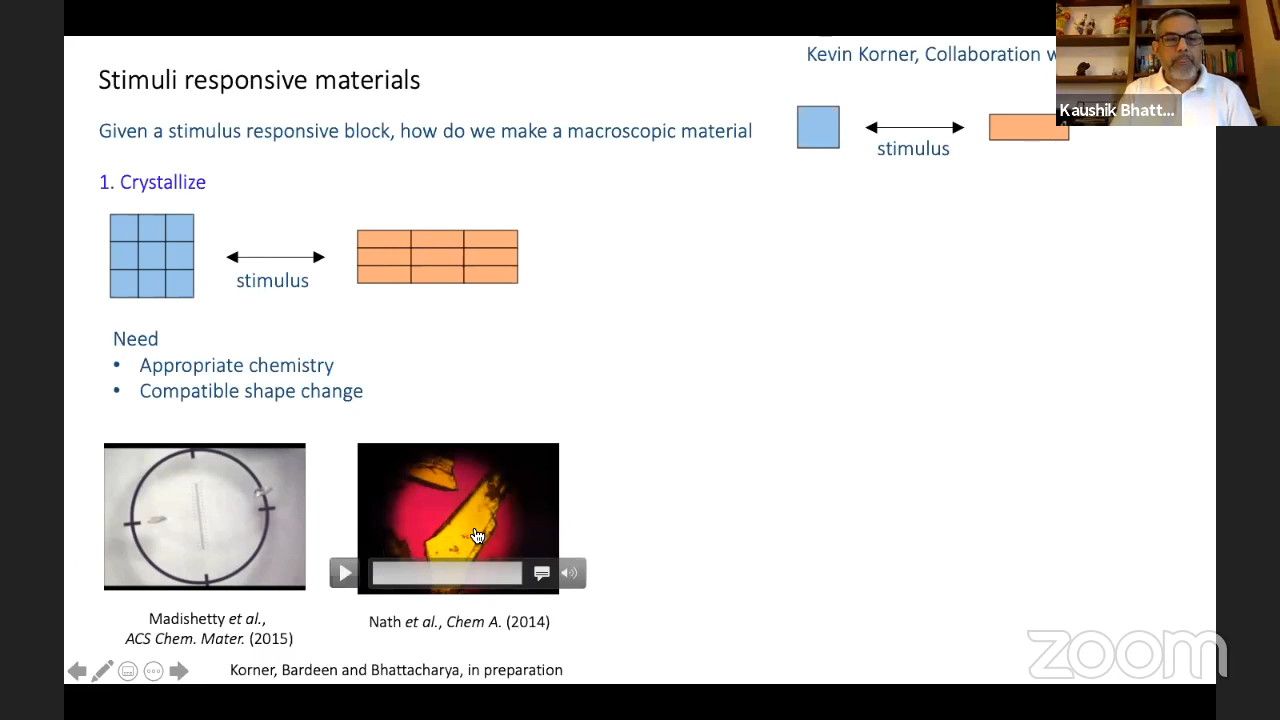 Kevin Korner, Collaboration w
Stimuli responsive materials
Kaushik Bhatt...
Given a stimulus responsive block, how do we make a macroscopic material
stimulus
1. Crystallize
stimulus
Need
• Appropriate chemistry
• Compatible shape change
Madishetty et al.,
ACS Chem. Mater. (2015)
Nath et al., Chem A. (2014)
Korner, Bardeen and Bhattacharya, in preparation
zoom